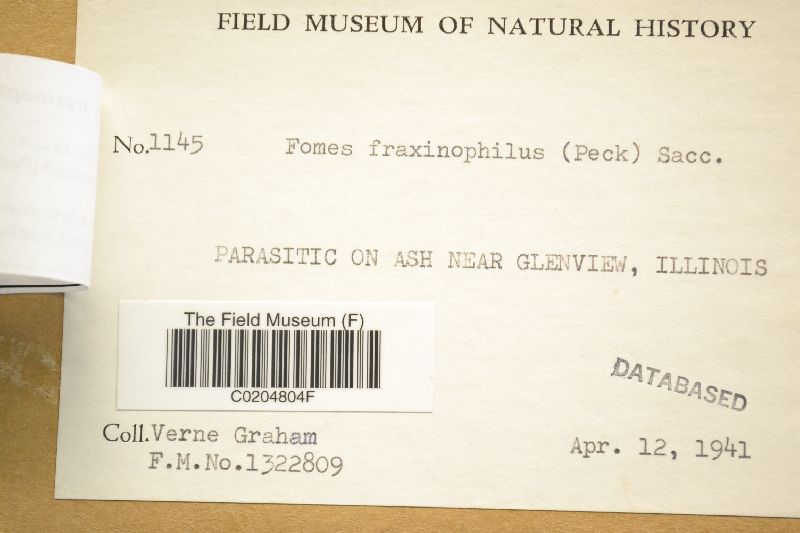 FIELD MUSEUM OF NATURAL HISTORY
No.1145 Fomes fraxinophilus (Peck) Sacc.
PARASITIC ON ASH NEAR GLENVIEW, ILLINOIS
The Field Museum (F)
C0204804F
DATABASED
Coll.Verne Graham
Apr. 12, 1941
F.M.No.1322809